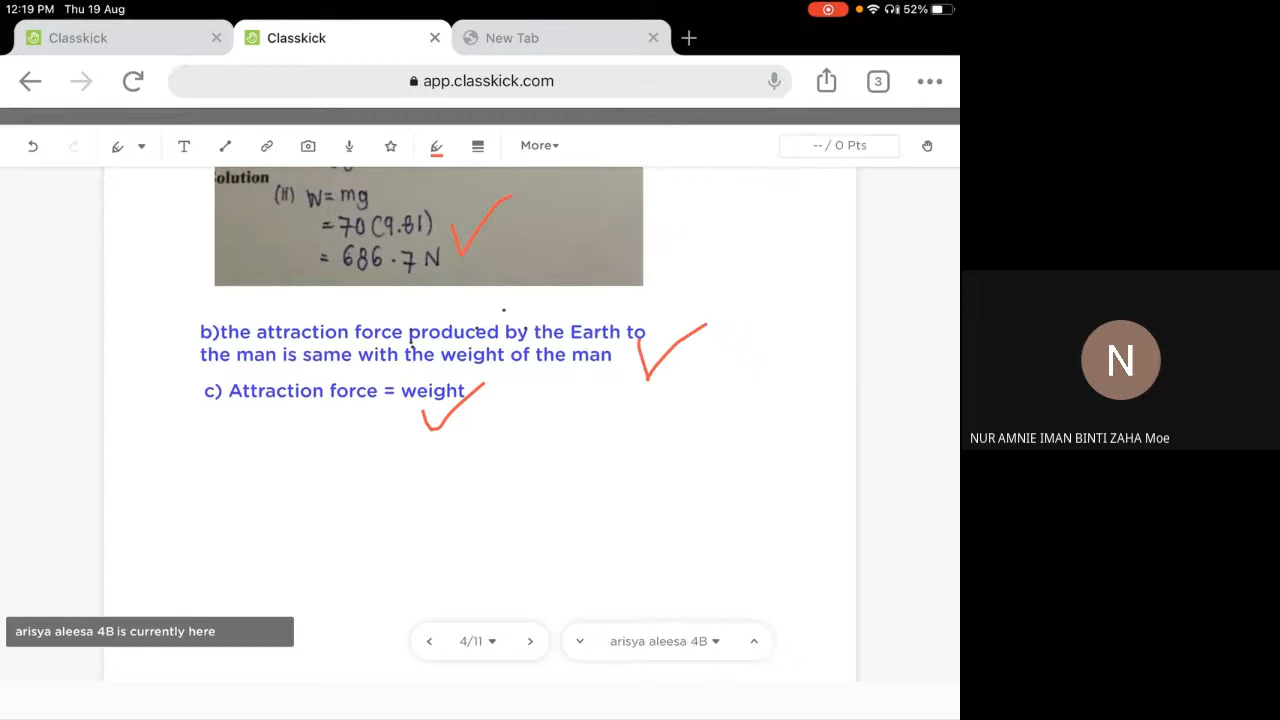 12:19 PM Thu 19 Aug
52%
Classkick
Classkick
New Tab
app.classkick.com
3
T
More
-- / 0 Pts
olution
(ii) W = mg
= 70 (9.81)
= 686.7 N
b)the attraction force produced by the Earth to
the man is same with the weight of the man
c) Attraction force = weight
arisya aleesa 4B is currently here
4/11
arisya aleesa 4B
N
NUR AMNIE IMAN BINTI ZAHA Moe